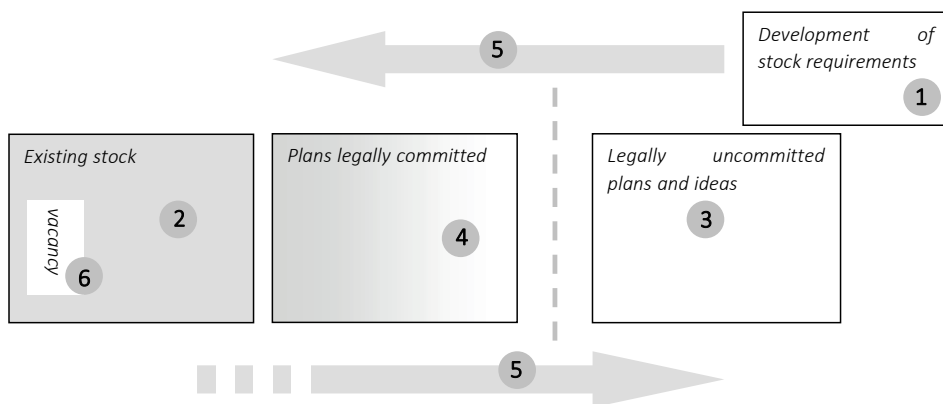 5
Development of
stock requirements
1
Existing stock
vacancy
2
6
Plans legally committed
4
Legally uncommitted
plans and ideas
3
5